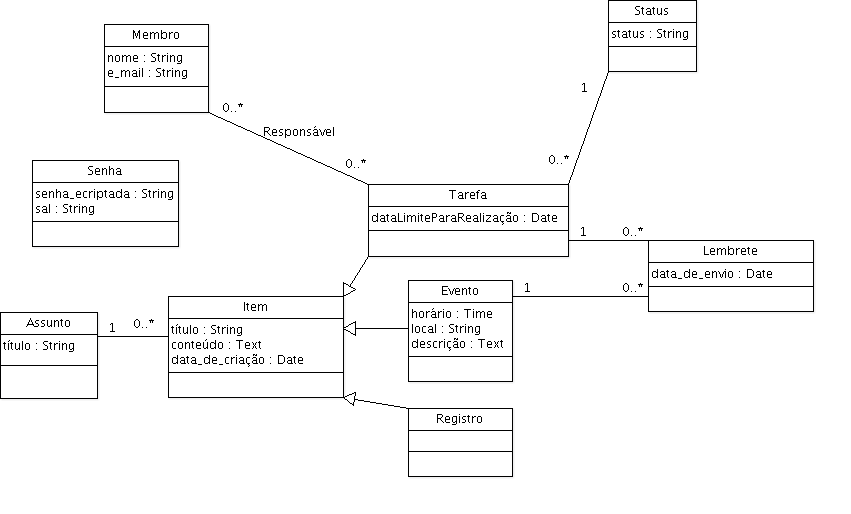 Status
status : String
Membro
nome : String
e_mail : String
1
0..*
Responsável
0..*
0..*
Senha
senha_ecriptada : String
sal : String
Tarefa
dataLimiteParaRealização : Date
1
0..*
Lembrete
data_de_envio : Date
Evento
horário : Time
local : String
descrição : Text
1
0..*
Item
título : String
conteúdo : Text
data_de_criação : Date
Assunto
título : String
1
0..*
Registro